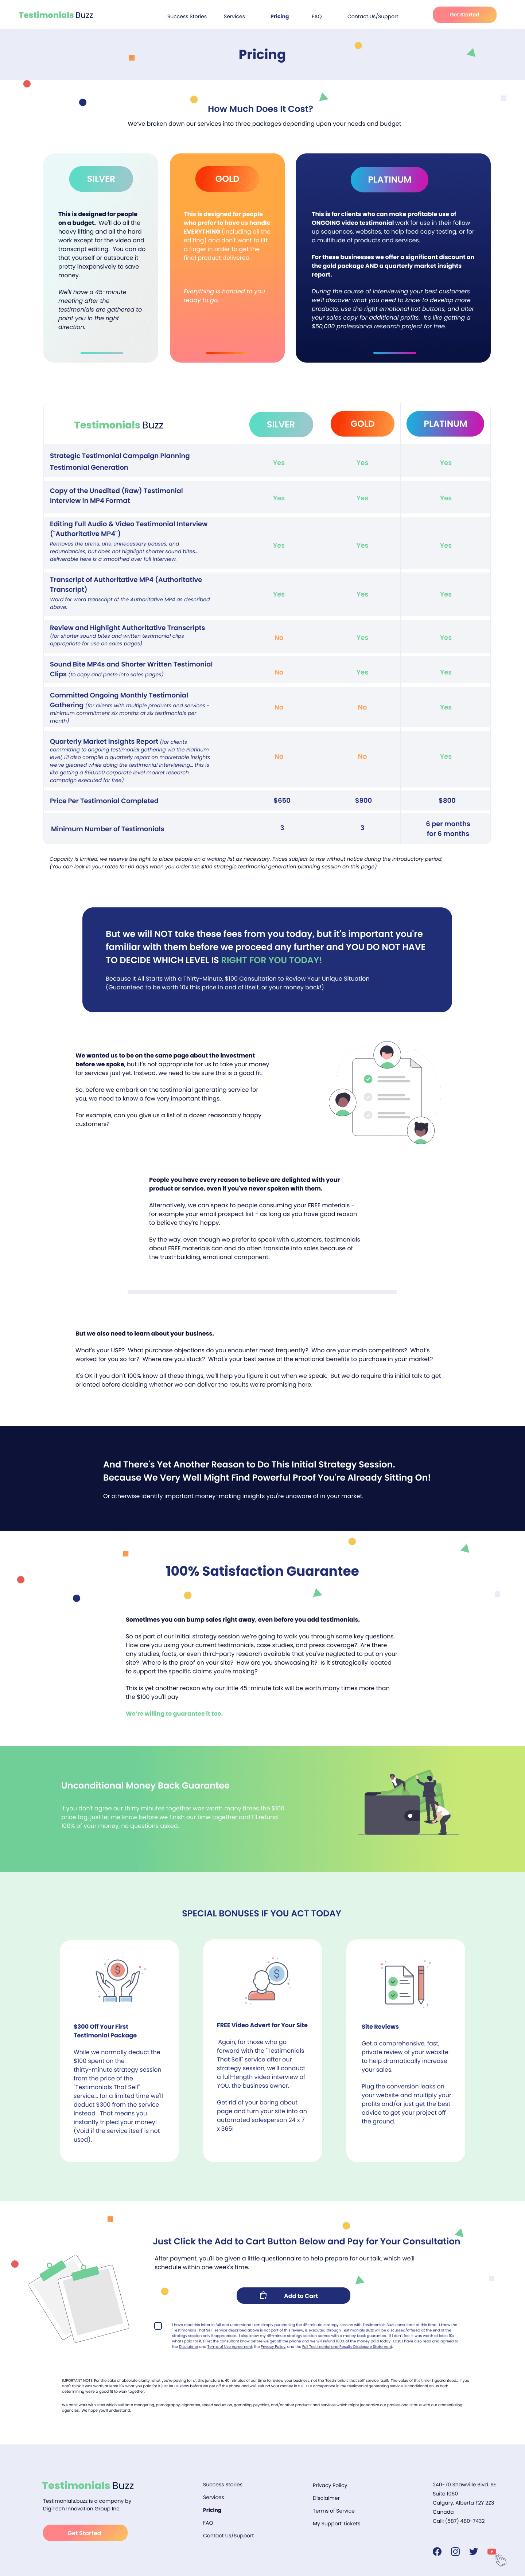 Testimonials Buzz
Success Stories
Services
Pricing
FAQ
Contact Us/Support
Get Started
Pricing
How Much Does It Cost?
We've broken down our services into three packages depending upon your needs and budget
SILVER
This is designed for people
on a budget. We'll do all the
heavy lifting and all the hard
work except for the video and
transcript editing. You can do
that yourself or outsource it
pretty inexpensively to save
money.
We'll have a 45-minute
meeting after the
testimonials are gathered to
point you in the right
direction.
GOLD
This is designed for people
who prefer to have us handle
EVERYTHING (including all the
editing) and don't want to lift
a finger in order to get the
final product delivered.
Everything is handed to you
ready to go.
PLATINUM
This is for clients who can make profitable use of
ONGOING video testimonial work for use in their follow
up sequences, websites, to help feed copy testing, or for
a multitude of products and services.
For these businesses we offer a significant discount on
the gold package AND a quarterly market insights
report.
During the course of interviewing your best customers
we'll discover what you need to know to develop more
products, use the right emotional hot buttons, and alter
your sales copy for additional profits. It's like getting a
$50,000 professional research project for free.
Testimonials Buzz
SILVER
GOLD
PLATINUM
Strategic Testimonial Campaign Planning
Testimonial Generation
Yes
Yes
Yes
Copy of the Unedited (Raw) Testimonial
Interview in MP4 Format
Yes
Yes
Yes
Editing Full Audio & Video Testimonial Interview
("Authoritative MP4")
Removes the uhms, uhs, unnecessary pauses, and
redundancies, but does not highlight shorter sound bites...
deliverable here is a smoothed over full interview.
Yes
Yes
Yes
Transcript of Authoritative MP4 (Authoritative
Transcript)
Word for word transcript of the Authoritative MP4 as described
above.
Yes
Yes
Yes
Review and Highlight Authoritative Transcripts
(for shorter sound bites and written testimonial clips
appropriate for use on sales pages)
No
Yes
Yes
Sound Bite MP4s and Shorter Written Testimonial
Clips (to copy and paste into sales pages)
No
Yes
Yes
Committed Ongoing Monthly Testimonial
Gathering (for clients with multiple products and services -
minimum commitment six months at six testimonials per
month)
No
No
Yes
Quarterly Market Insights Report (for clients
committing to ongoing testimonial gathering via the Platinum
level, I'll also compile a quarterly report on marketable insights
we've gleaned while doing the testimonial interviewing... this is
like getting a $50,000 corporate level market research
campaign executed for free)
No
No
Yes
Price Per Testimonial Completed
$650
$900
$800
Minimum Number of Testimonials
3
3
6 per months
for 6 months
Capacity is limited, we reserve the right to place people on a waiting list as necessary. Prices subject to rise without notice during the introductory period.
(You can lock in your rates for 60 days when you order the $100 strategic testimonial generation planning session on this page)
But we will NOT take these fees from you today, but it's important you're
familiar with them before we proceed any further and YOU DO NOT HAVE
TO DECIDE WHICH LEVEL IS RIGHT FOR YOU TODAY!
Because It All Starts with a Thirty-Minute, $100 Consultation to Review Your Unique Situation
(Guaranteed to be worth 10x this price in and of itself, or your money back!)
We wanted us to be on the same page about the investment
before we spoke, but it's not appropriate for us to take your money
for services just yet. Instead, we need to be sure this is a good fit.
So, before we embark on the testimonial generating service for
you, we need to know a few very important things.
For example, can you give us a list of a dozen reasonably happy
customers?
People you have every reason to believe are delighted with your
product or service, even if you've never spoken with them.
Alternatively, we can speak to people consuming your FREE materials -
for example your email prospect list - as long as you have good reason
to believe they're happy.
By the way, even though we prefer to speak with customers, testimonials
about FREE materials can and do often translate into sales because of
the trust-building, emotional component.
But we also need to learn about your business.
What's your USP? What purchase objections do you encounter most frequently? Who are your main competitors? What's
worked for you so far? Where are you stuck? What's your best sense of the emotional benefits to purchase in your market?
It's OK if you don't 100% know all these things, we'll help you figure it out when we speak. But we do require this initial talk to get
oriented before deciding whether we can deliver the results we're promising here.
And There's Yet Another Reason to Do This Initial Strategy Session.
Because We Very Well Might Find Powerful Proof You're Already Sitting On!
Or otherwise identify important money-making insights you're unaware of in your market.
100% Satisfaction Guarantee
Sometimes you can bump sales right away, even before you add testimonials.
So as part of our initial strategy session we're going to walk you through some key questions.
How are you using your current testimonials, case studies, and press coverage? Are there
any studies, facts, or even third-party research available that you've neglected to put on your
site? Where is the proof on your site? How are you showcasing it? Is it strategically located
to support the specific claims you're making?
This is yet another reason why our little 45-minute talk will be worth many times more than
the $100 you'll pay
We're willing to guarantee it too.
Unconditional Money Back Guarantee
If you don't agree our thirty minutes together was worth many times the $100
price tag, just let me know before we finish our time together and I'll refund
100% of your money, no questions asked.
SPECIAL BONUSES IF YOU ACT TODAY
$300 Off Your First
Testimonial Package
While we normally deduct the
$100 spent on the
thirty-minute strategy session
from the price of the
"Testimonials That Sell"
service... for a limited time we'll
deduct $300 from the service
instead. That means you
instantly tripled your money!
(Void if the service itself is not
used).
FREE Video Advert for Your Site
Again, for those who go
forward with the "Testimonials
That Sell" service after our
strategy session, we'll conduct
a full-length video interview of
YOU, the business owner.
Get rid of your boring about
page and turn your site into an
automated salesperson 24 x 7
x 365!
Site Reviews
Get a comprehensive, fast,
private review of your website
to help dramatically increase
your sales.
Plug the conversion leaks on
your website and multiply your
profits and/or just get the best
advice to get your project off
the ground.
Just Click the Add to Cart Button Below and Pay for Your Consultation
After payment, you'll be given a little questionnaire to help prepare for our talk, which we'll
schedule within one week's time.
Add to Cart
Testimonials Buzz
Testimonials.buzz is a company by
DigiTech Innovation Group Inc.
Get Started
Success Stories
Services
Pricing
FAQ
Contact Us/Support
Privacy Policy
Disclaimer
Terms of Service
My Support Tickets
240-70 Shawville Blvd. SE
Suite 1060
Calgary, Alberta T2Y 2Z3
Canada
Call: (587) 480-7432